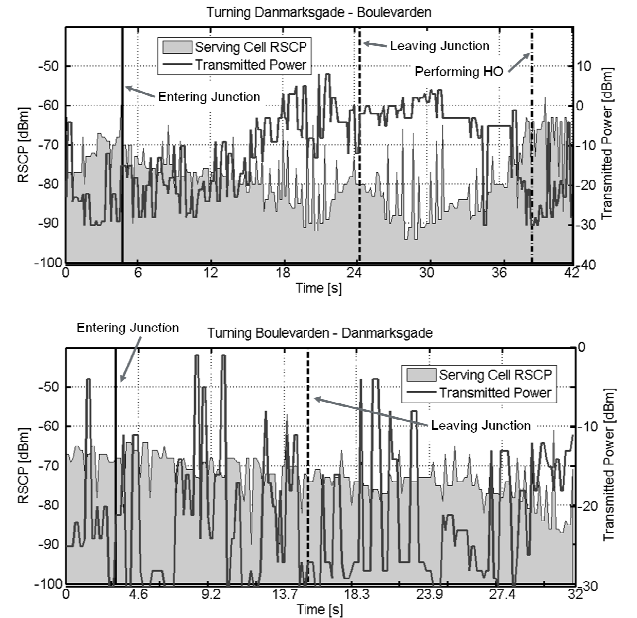 Turning Danmarksgade - Boulevarden
Serving Cell RSCP
Transmitted Power
Leaving Junction
Performing HO
Entering Junction
-50
-60
-70
-80
-90
-100
RSCP [dBm]
10
0
-10
-20
-30
-40
Transmitted Power [dBm]
0 6 12 18 24 30 36 42
Time [s]
Entering Junction
Turning Boulevarden - Danmarksgade
Serving Cell RSCP
Transmitted Power
Leaving Junction
-50
-60
-70
-80
-90
-100
RSCP [dBm]
0
-10
-20
-30
Transmitted Power [dBm]
0 4.6 9.2 13.7 18.3 23.9 27.4 32
Time [s]